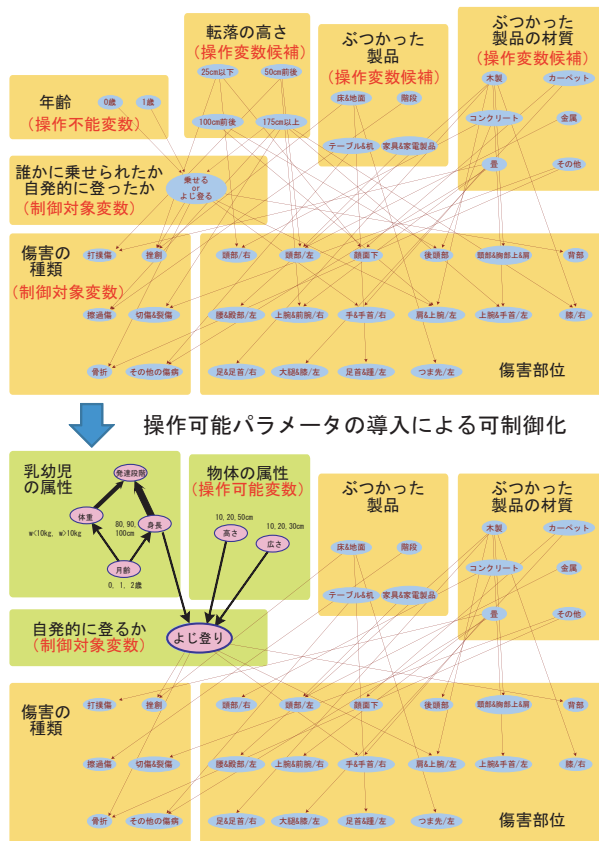 転落の高さ
(操作変数候補)
25cm以下
50cm前後
100cm前後
175cm以上
ぶつかった
製品
(操作変数候補)
床&地面
階段
テーブル&机
家具&家電製品
ぶつかった
製品の材質
(操作変数候補)
木製
カーペット
コンクリート
金属
畳
その他
年齢
(操作不能変数)
0歳
1歳
誰かに乗せられたか
自発的に登ったか
(制御対象変数)
乗せる
or
よじ登る
傷害の
種類
(制御対象変数)
打撲傷
挫創
擦過傷
切傷&裂傷
骨折
その他の傷病
頭部/右
頭部/左
顔面下
後頭部
頸部&胸部上&肩
背部
腰&殿部/左
上腕&前腕/右
手&手首/右
肩&上腕/左
上腕&手首/左
膝/右
足&足首/右
大腿&膝/左
足首&踵/左
つま先/左
傷害部位
操作可能パラメータの導入による可制御化
乳幼児
の属性
発達段階
体重
身長
w<10kg, w>10kg
80,90,
100cm
月齢
0, 1, 2歳
物体の属性
(操作可能変数)
10,20,50cm
高さ
10,20,30cm
広さ
ぶつかった
製品
床&地面
階段
テーブル&机
家具&家電製品
ぶつかった
製品の材質
木製
カーペット
コンクリート
金属
畳
その他
自発的に登るか
(制御対象変数)
よじ登り
傷害の
種類
打撲傷
挫創
擦過傷
切傷&裂傷
骨折
その他の傷病
頭部/右
頭部/左
顔面下
後頭部
頸部&胸部上&肩
背部
腰&殿部/左
上腕&前腕/右
手&手首/右
肩&上腕/左
上腕&手首/左
膝/右
足&足首/右
大腿&膝/左
足首&踵/左
つま先/左
傷害部位